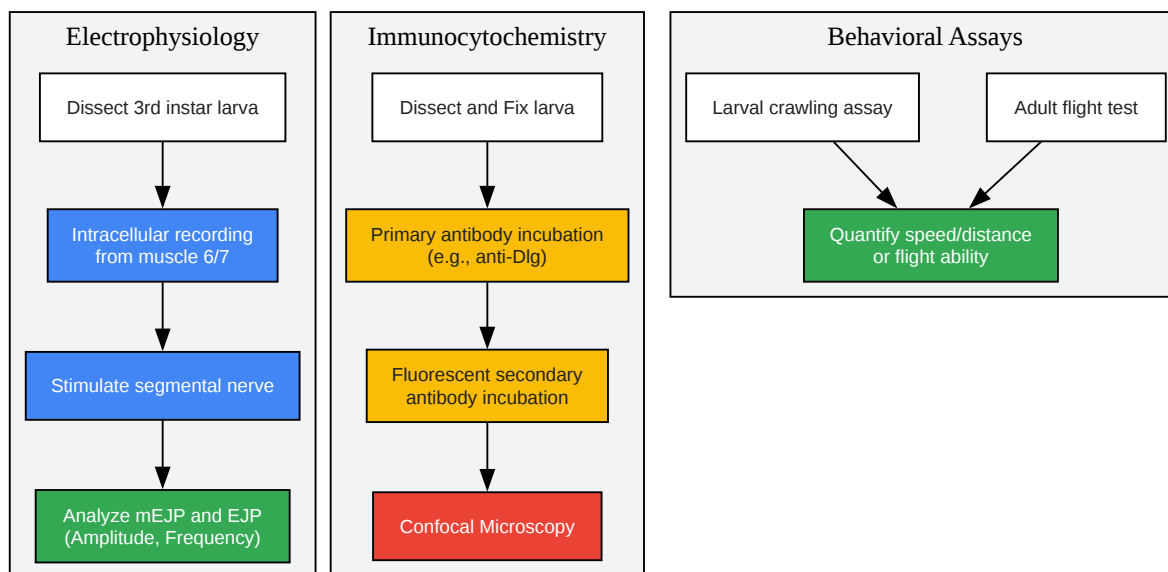 Electrophysiology
Dissect 3rd instar larva
Intracellular recording
from muscle 6/7
Stimulate segmental nerve
Analyze mEJP and EJP
(Amplitude, Frequency)
Immunocytochemistry
Dissect and Fix larva
Primary antibody incubation
(e.g., anti-Dlg)
Fluorescent secondary
antibody incubation
Confocal Microscopy
Behavioral Assays
Larval crawling assay
Adult flight test
Quantify speed/distance
or flight ability